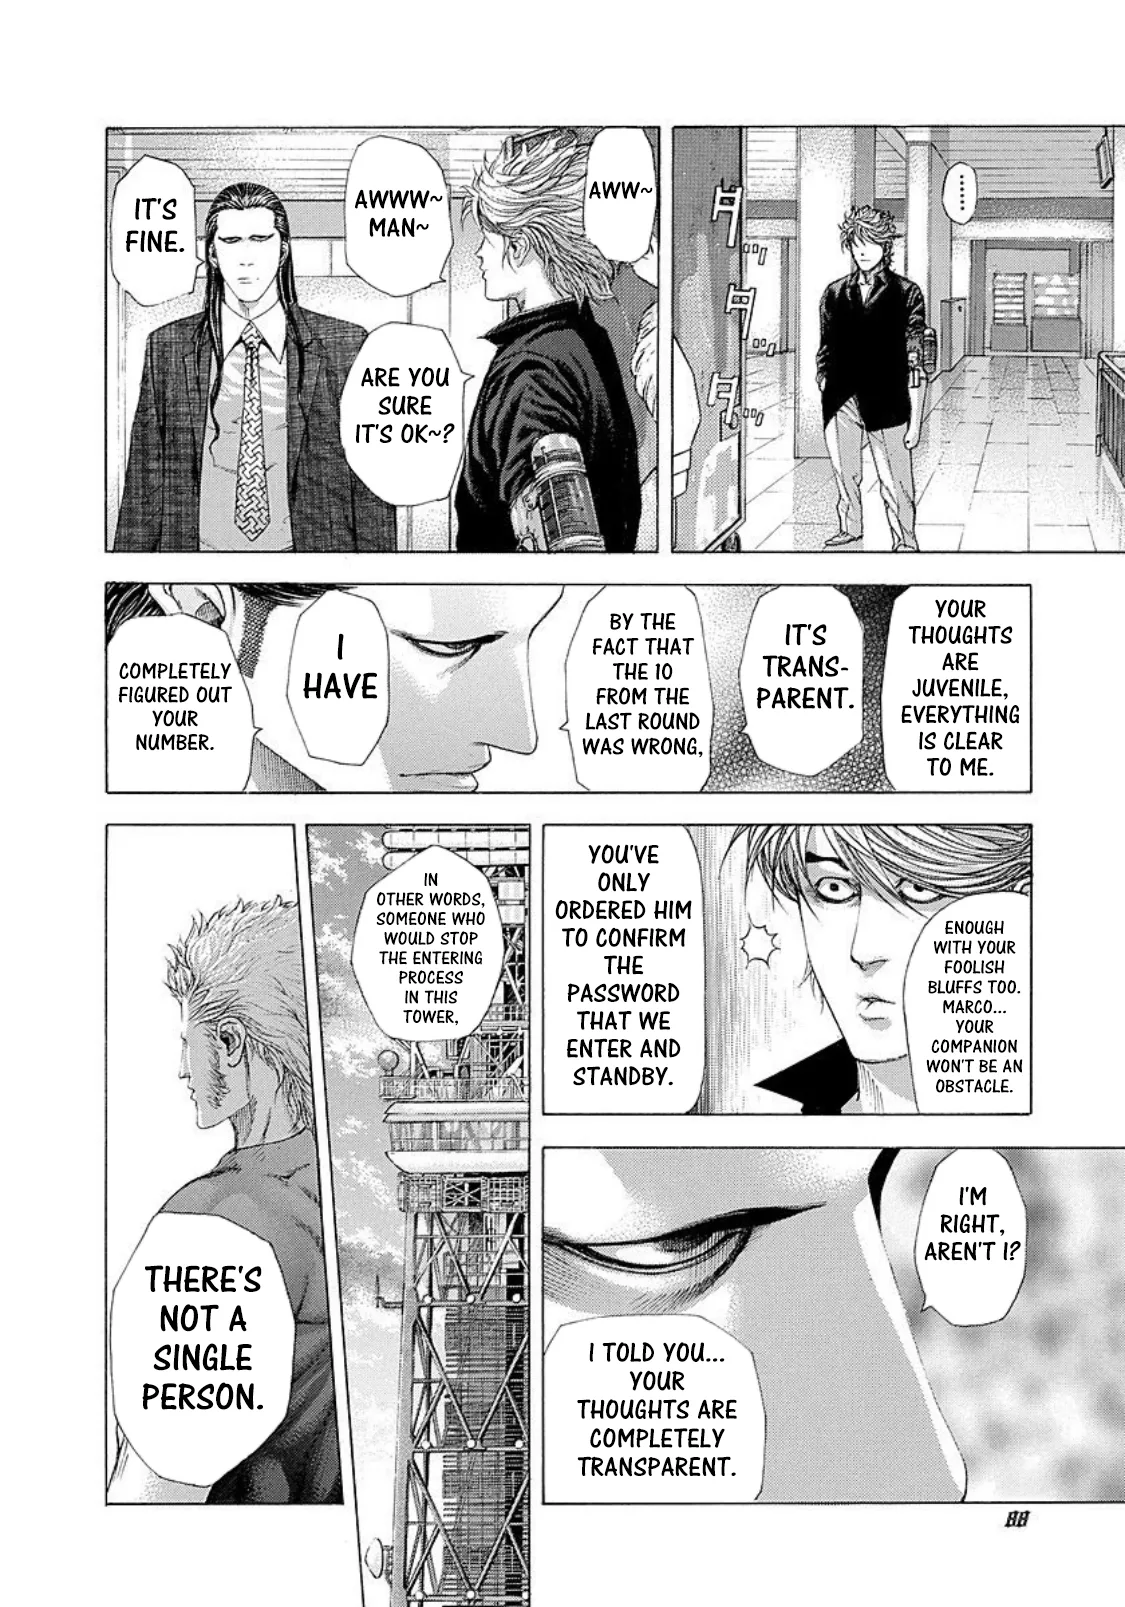 ......
ダダダダ
AWW~
AWWW~
MAN~
ARE YOU
SURE
IT'S OK~?
IT'S
FINE.
YOUR
THOUGHTS
ARE
JUVENILE,
EVERYTHING
IS CLEAR
TO ME.
IT'S
TRANS-
PARENT.
BY THE
FACT THAT
THE 10
FROM THE
LAST ROUND
WAS WRONG,
I
HAVE
COMPLETELY
FIGURED OUT
YOUR
NUMBER.
ENOUGH
WITH YOUR
FOOLISH
BLUFFS TOO.
MARCO...
YOUR
COMPANION
WON'T BE AN
OBSTACLE.
YOU'VE
ONLY
ORDERED HIM
TO CONFIRM
THE
PASSWORD
THAT WE
ENTER AND
STANDBY.
I'M
RIGHT,
AREN'T I?
I TOLD YOU...
YOUR
THOUGHTS ARE
COMPLETELY
TRANSPARENT.
IN
OTHER WORDS,
SOMEONE WHO
WOULD STOP
THE ENTERING
PROCESS
IN THIS
TOWER,
THERE'S
NOT A
SINGLE
PERSON.
88